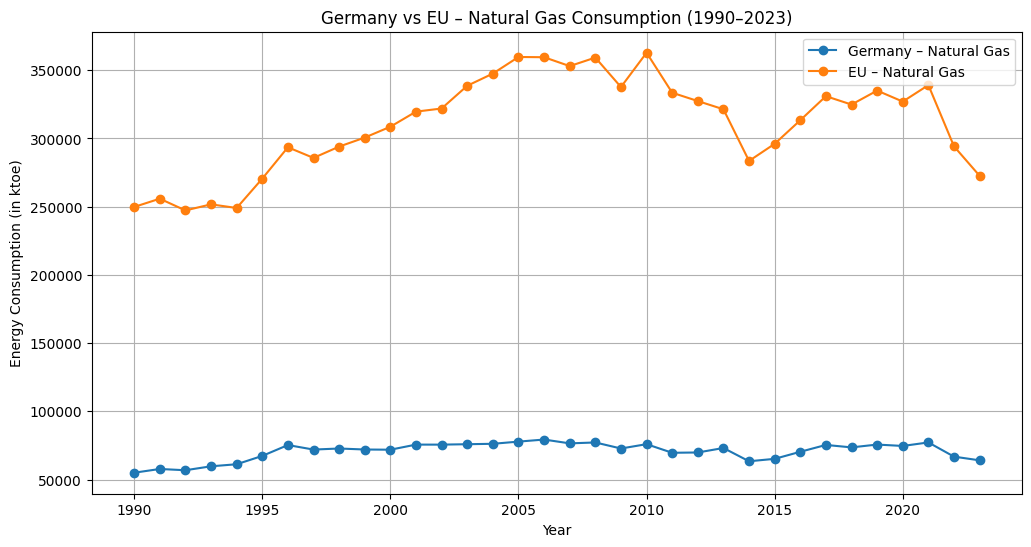 Germany vs EU – Natural Gas Consumption (1990–2023)
Germany – Natural Gas
EU – Natural Gas
Energy Consumption (in ktoe)
350000
300000
250000
200000
150000
100000
50000
1990 1995 2000 2005 2010 2015 2020
Year